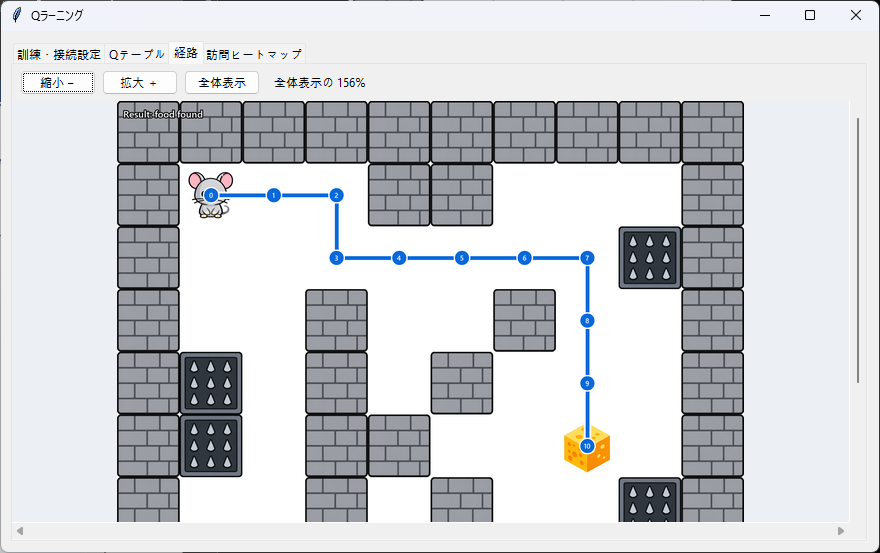 Qラーニング
訓練・接続設定 Qテーブル 経路 訪問ヒートマップ
縮小 − 拡大 + 全体表示 全体表示の 156%
Result: food found
0 1 2
3 4 5 6 7
8
9
10